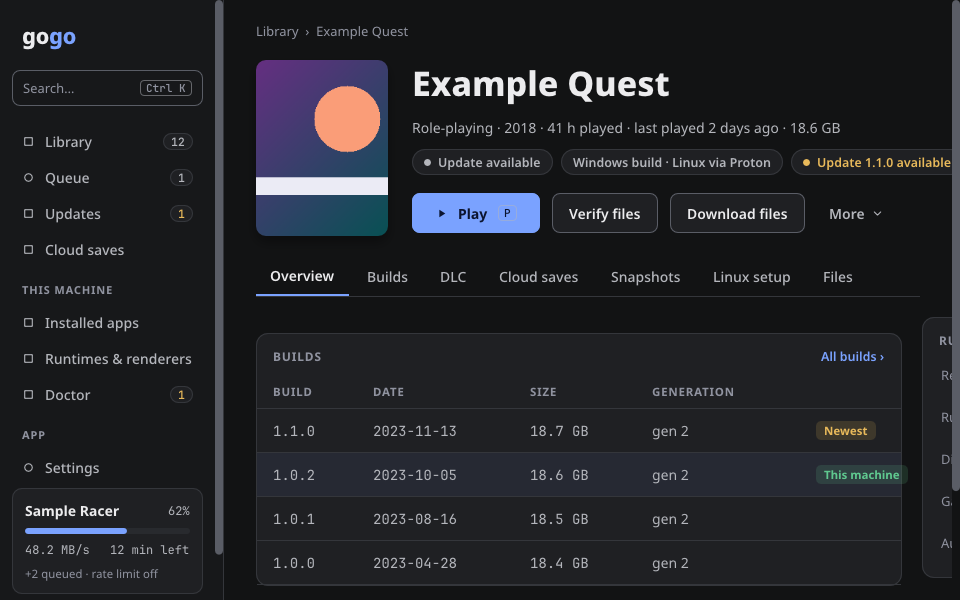 gogo
Search...
Ctrl K
Library 12
Queue 1
Updates 1
Cloud saves
THIS MACHINE
Installed apps
Runtimes & renderers
Doctor 1
APP
Settings
Sample Racer 62%
48.2 MB/s 12 min left
+2 queued · rate limit off
Library › Example Quest
Example Quest
Role-playing · 2018 · 41 h played · last played 2 days ago · 18.6 GB
Update available
Windows build · Linux via Proton
Update 1.1.0 available
Play P
Verify files
Download files
More
Overview Builds DLC Cloud saves Snapshots Linux setup Files
BUILDS All builds ›
BUILD DATE SIZE GENERATION
1.1.0 2023-11-13 18.7 GB gen 2 Newest
1.0.2 2023-10-05 18.6 GB gen 2 This machine
1.0.1 2023-08-16 18.5 GB gen 2
1.0.0 2023-04-28 18.4 GB gen 2